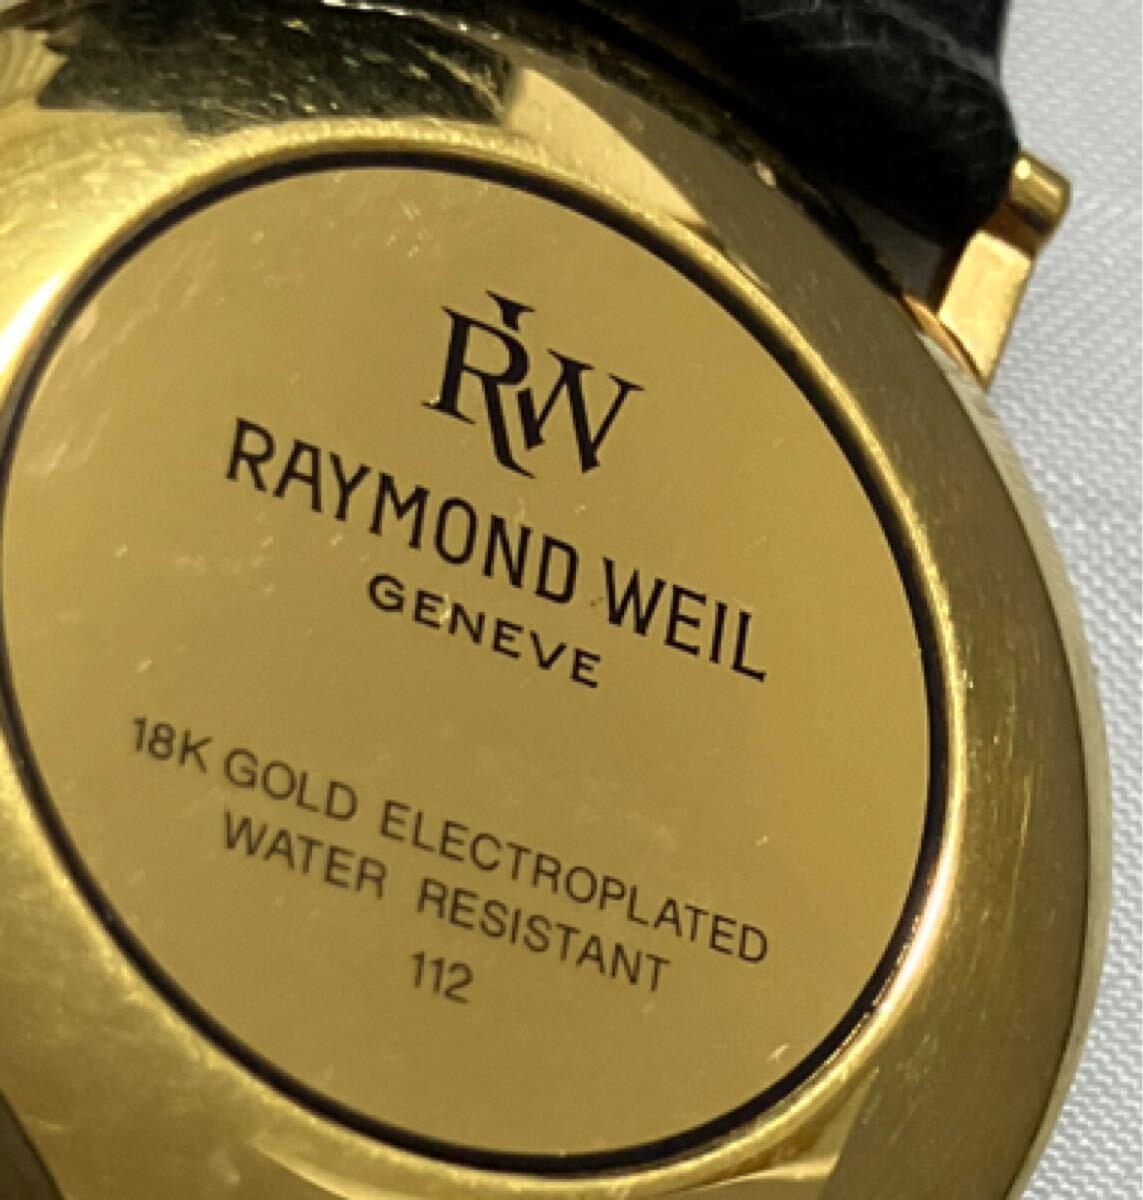 RW
RAYMOND WEIL
GENEVE
18K GOLD ELECTROPLATED
WATER RESISTANT
112